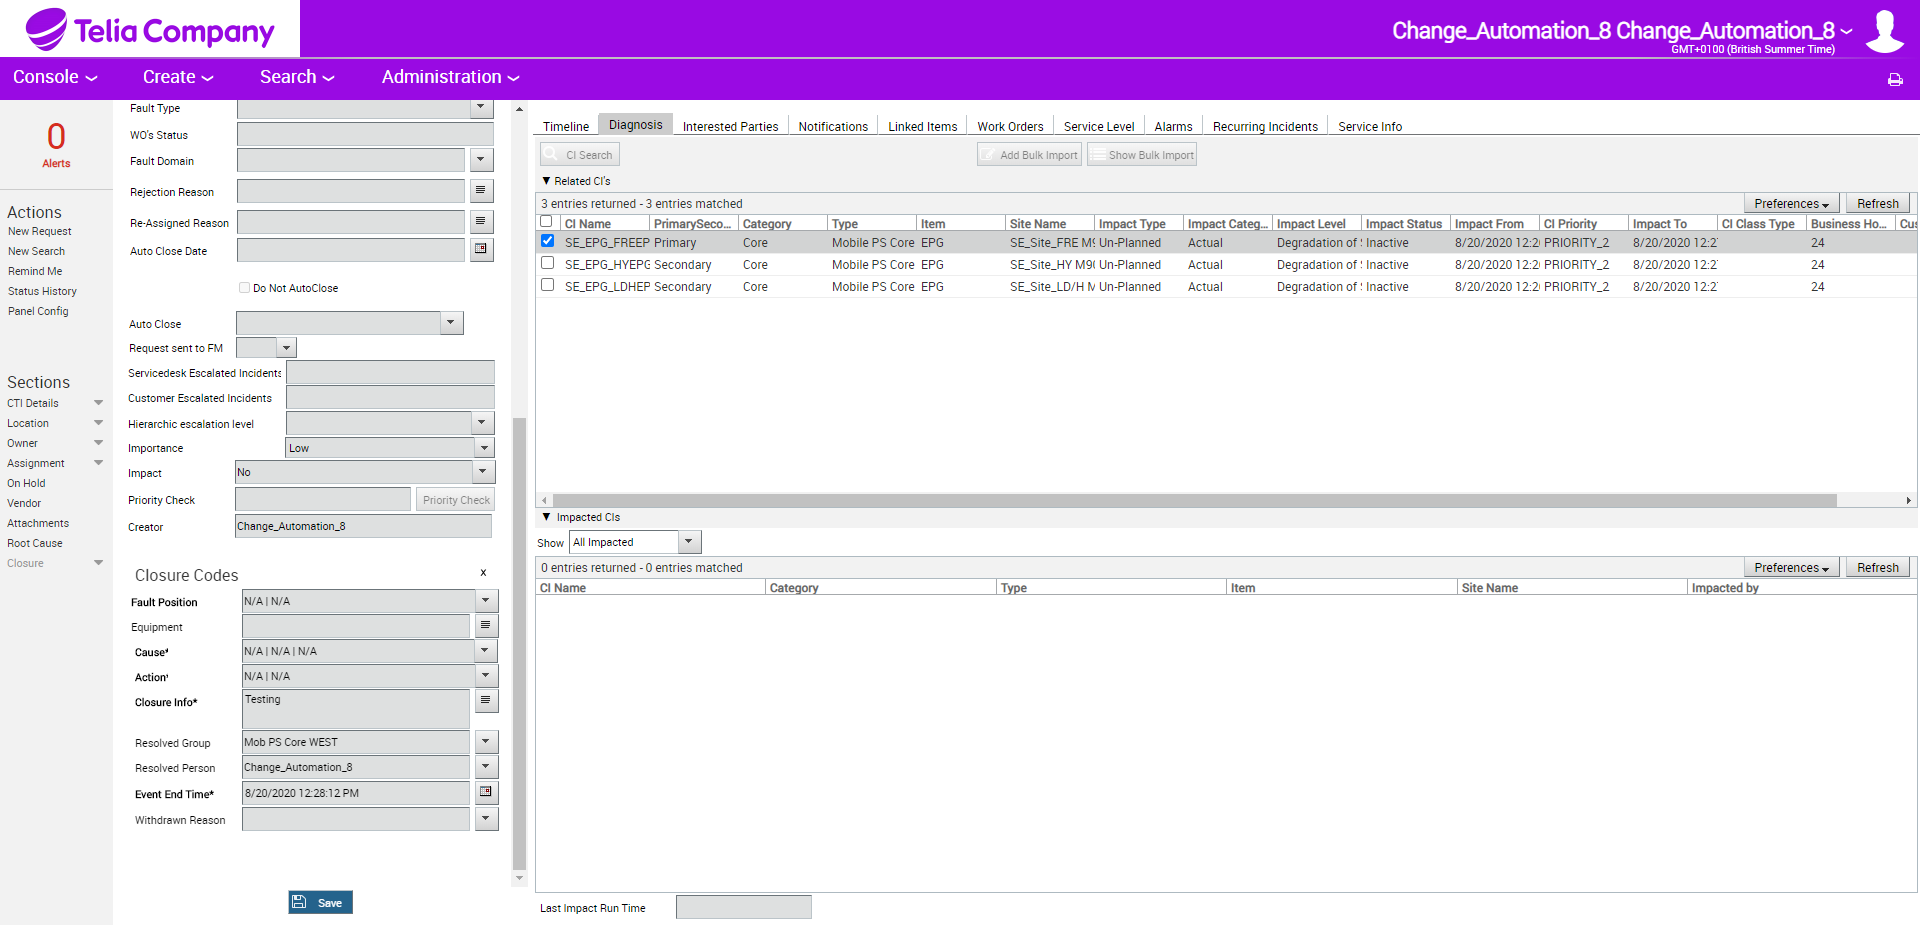 Telia Company
Change_Automation_8 Change_Automation_8
GMT+0100 (British Summer Time)
Console Create Search Administration
0
Alerts
Actions
New Request
New Search
Remind Me
Status History
Panel Config
Sections
CTI Details
Location
Owner
Assignment
On Hold
Vendor
Attachments
Root Cause
Closure
Fault Type
WO's Status
Fault Domain
Rejection Reason
Re-Assigned Reason
Auto Close Date
Do Not AutoClose
Auto Close
Request sent to FM
Servicedesk Escalated Incidents
Customer Escalated Incidents
Hierarchic escalation level
Importance Low
Impact No
Priority Check Priority Check
Creator Change_Automation_8
Closure Codes x
Fault Position N/A | N/A
Equipment
Cause* N/A | N/A | N/A
Action* N/A | N/A
Closure Info* Testing
Resolved Group Mob PS Core WEST
Resolved Person Change_Automation_8
Event End Time* 8/20/2020 12:28:12 PM
Withdrawn Reason
Save
Timeline Diagnosis Interested Parties Notifications Linked Items Work Orders Service Level Alarms Recurring Incidents Service Info
CI Search Add Bulk Import Show Bulk Import
Related CI's
3 entries returned - 3 entries matched Preferences Refresh
CI Name PrimarySeco... Category Type Item Site Name Impact Type Impact Categ... Impact Level Impact Status Impact From CI Priority Impact To CI Class Type Business Ho... Cus
SE_EPG_FREEP Primary Core Mobile PS Core EPG SE_Site_FRE M9 Un-Planned Actual Degradation of S Inactive 8/20/2020 12:2 PRIORITY_2 8/20/2020 12:2 24
SE_EPG_HYEPG Secondary Core Mobile PS Core EPG SE_Site_HY M90 Un-Planned Actual Degradation of S Inactive 8/20/2020 12:2 PRIORITY_2 8/20/2020 12:2 24
SE_EPG_LDHEP Secondary Core Mobile PS Core EPG SE_Site_LD/H M Un-Planned Actual Degradation of S Inactive 8/20/2020 12:2 PRIORITY_2 8/20/2020 12:2 24
Impacted CIs
Show All Impacted
0 entries returned - 0 entries matched Preferences Refresh
CI Name Category Type Item Site Name Impacted by
Last Impact Run Time